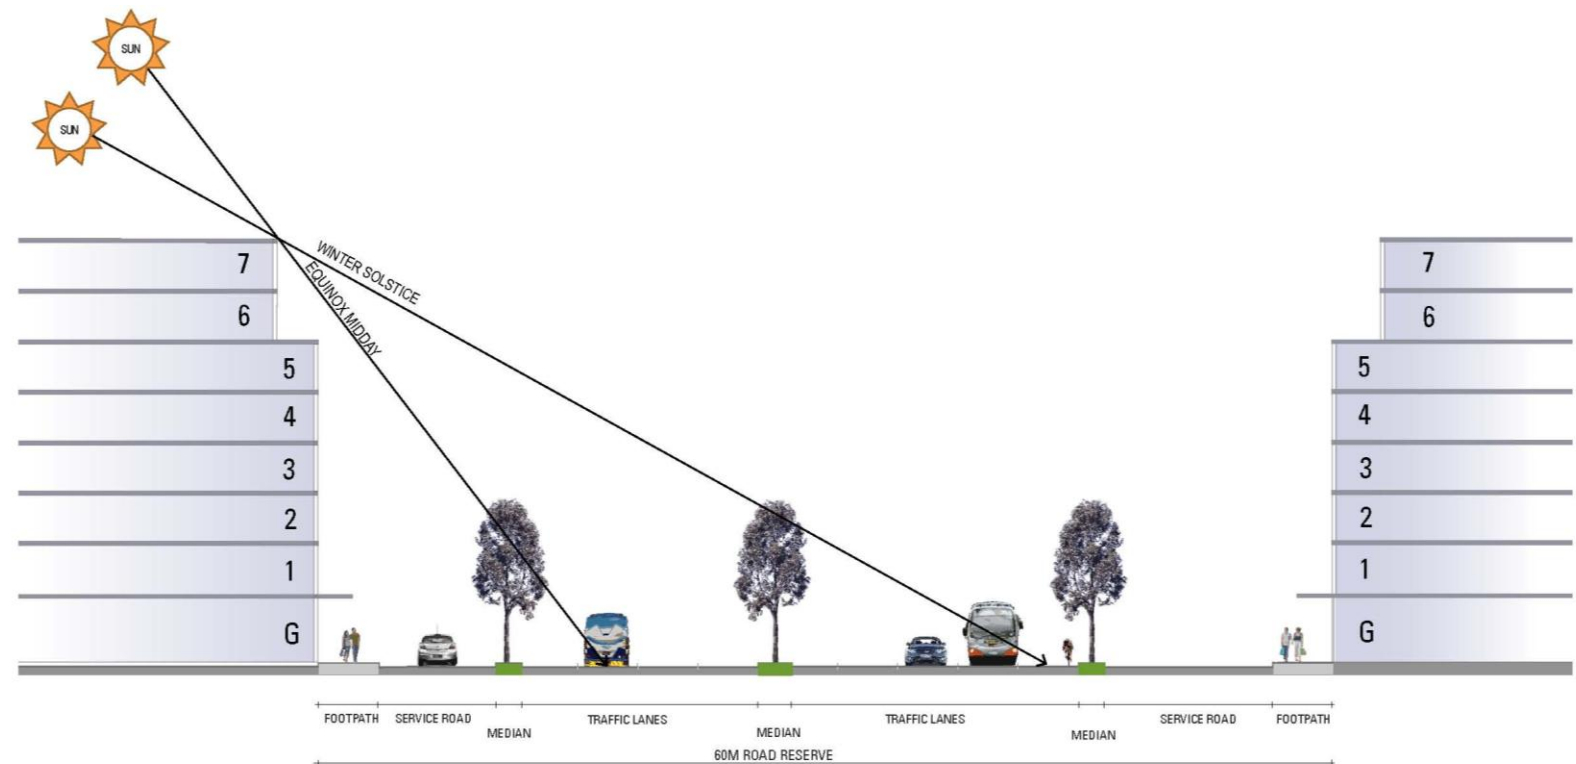 SUN
SUN
WINTER SOLSTICE
EQUINOX MIDDAY
7
7
6
6
5
5
4
4
3
3
2
2
1
1
G
G
FOOTPATH
SERVICE ROAD
MEDIAN
TRAFFIC LANES
MEDIAN
TRAFFIC LANES
MEDIAN
SERVICE ROAD
FOOTPATH
60M ROAD RESERVE